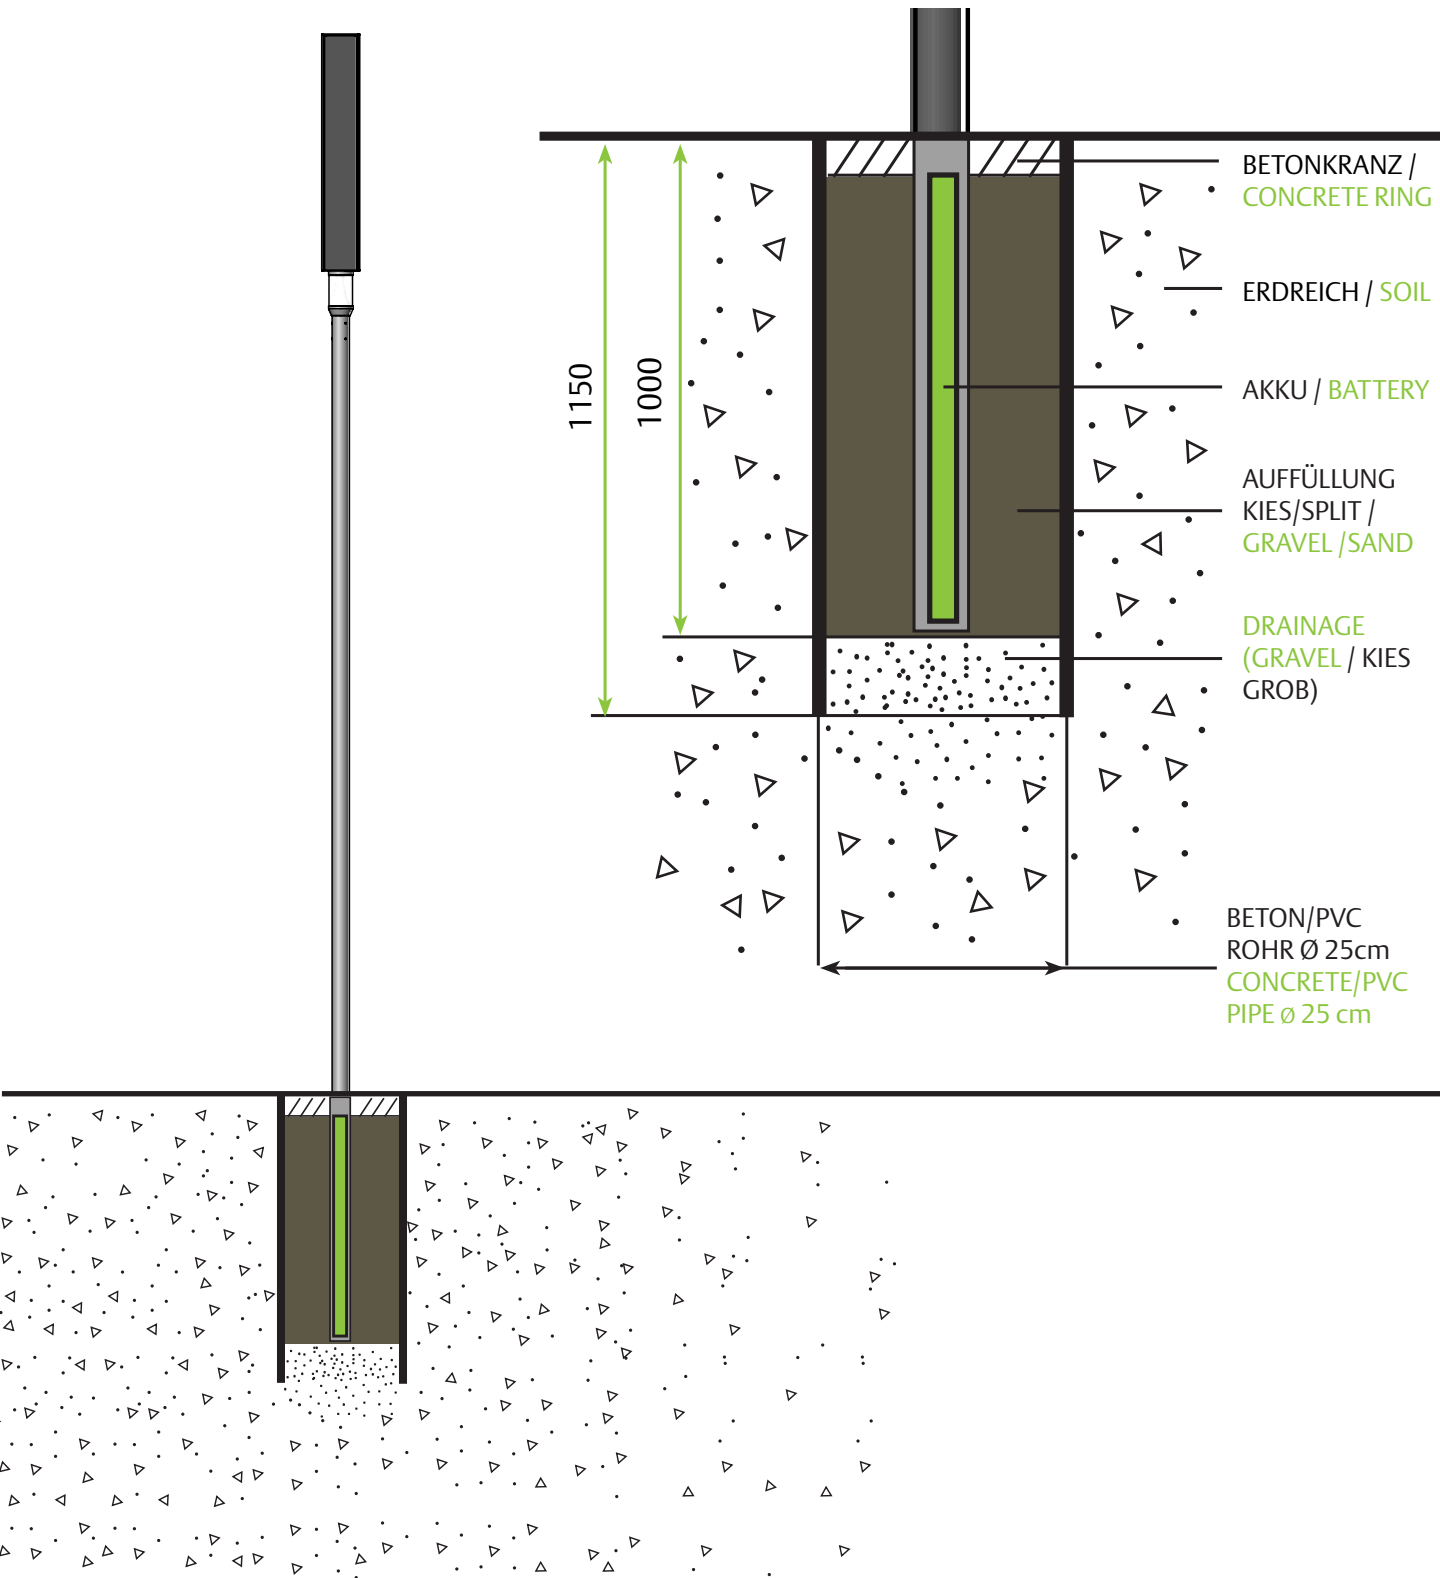 BETONKRANZ /
CONCRETE RING
ERDREICH / SOIL
1150
1000
AKKU / BATTERY
AUFFÜLLUNG
KIES/SPLIT /
GRAVEL /SAND
DRAINAGE
(GRAVEL / KIES
GROB)
BETON/PVC
ROHR Ø 25cm
CONCRETE/PVC
PIPE ø 25 cm